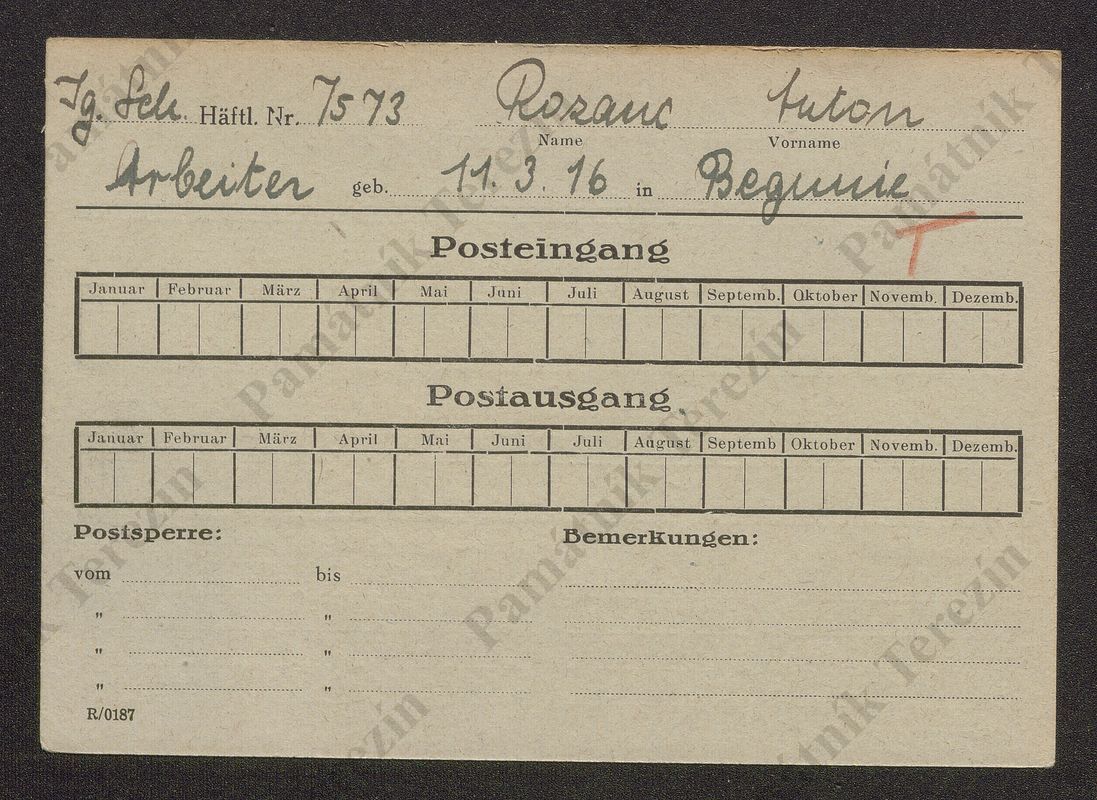 Jg. Sch. Häftl. Nr. 7573 Rozanc Anton
Name Vorname
Arbeiter geb. 11. 3. 16 in Begunie
T
Posteingang
Januar Februar März April Mai Juni Juli August Septemb. Oktober Novemb. Dezemb.
Postausgang
Januar Februar März April Mai Juni Juli August Septemb Oktober Novemb. Dezemb.
Postsperre: Bemerkungen:
vom bis
" "
" "
" "
R/0187
Památník Terezín